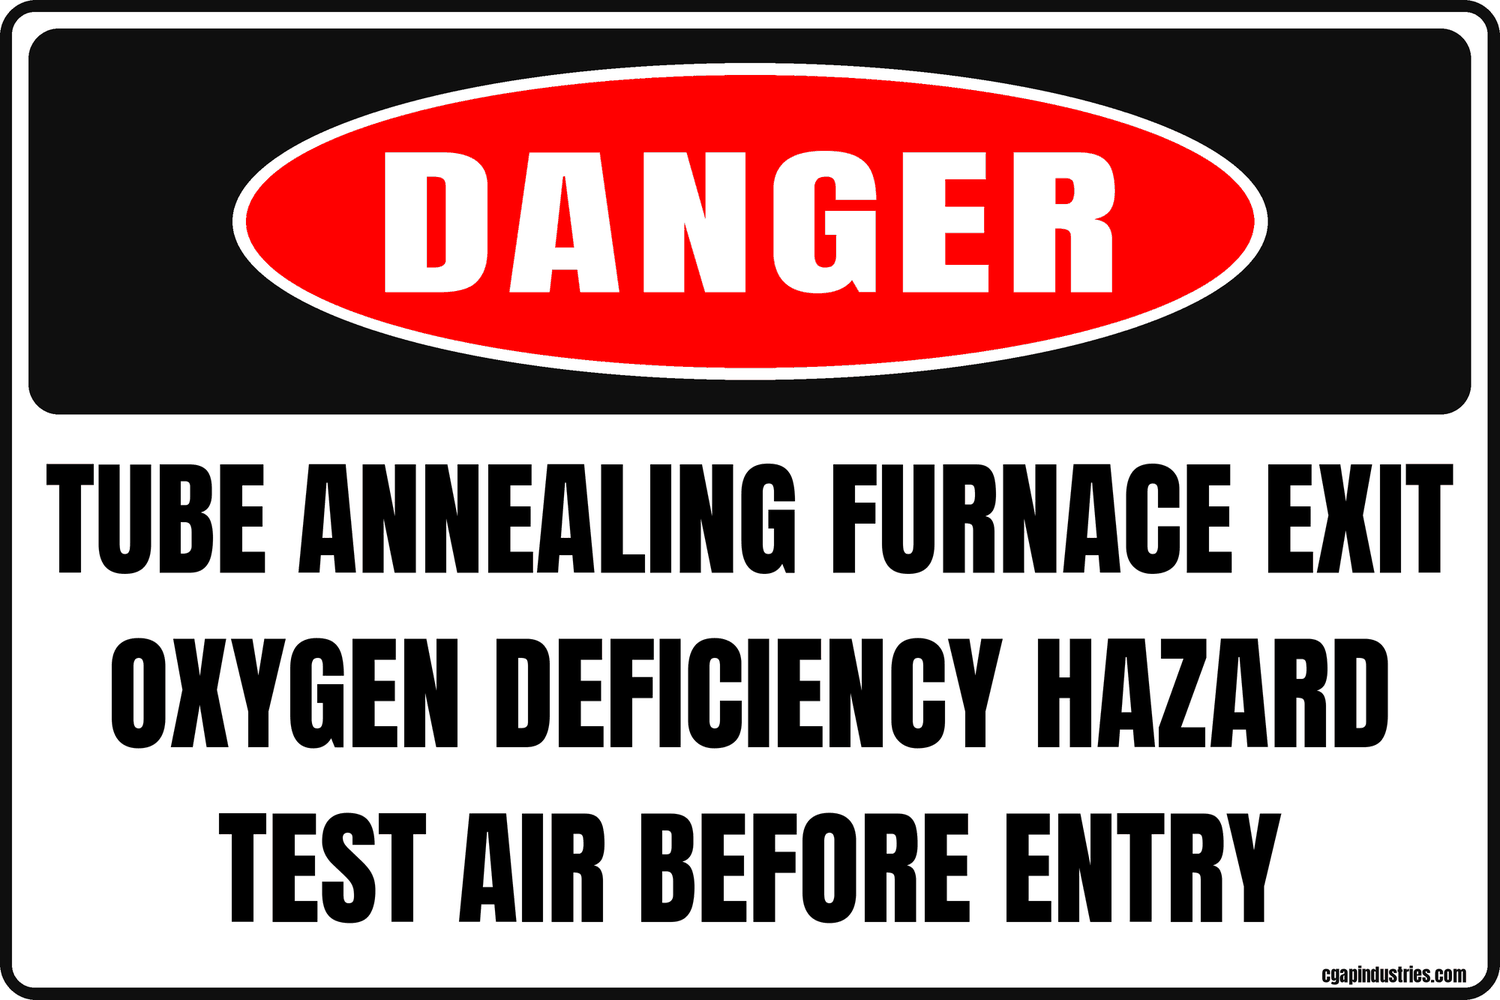 DANGER
TUBE ANNEALING FURNACE EXIT
OXYGEN DEFICIENCY HAZARD
TEST AIR BEFORE ENTRY
cgapindustries.com